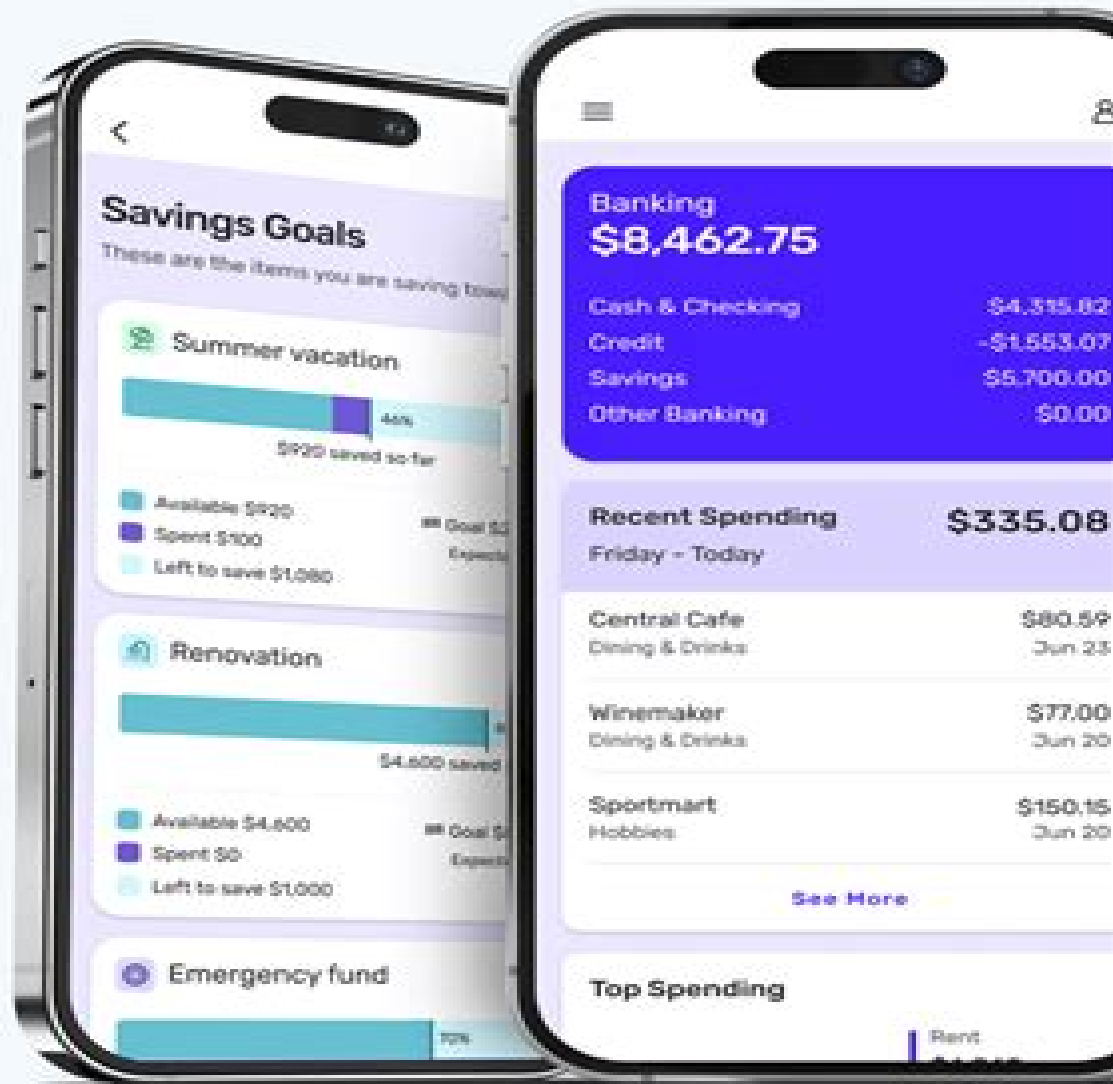 Savings Goals
These are the items you are saving
Summer vacation
46%
$920 saved so far
Available $920
Spent $100
Goal
Left to save $1,080
Renovation
$4,600 saved
Available $4,600
Spent $0
Goal
Left to save $1,000
Emergency fund
70%
Banking
$8,462.75
Cash & Checking $4,315.82
Credit -$1,553.07
Savings $5,700.00
Other Banking $0.00
Recent Spending $335.08
Friday - Today
Central Cafe $80.59
Dining & Drinks Jun 23
Winemaker $77.00
Dining & Drinks Jun 20
Sportmart $150.15
Hobbies Jun 20
See More
Top Spending
Rent